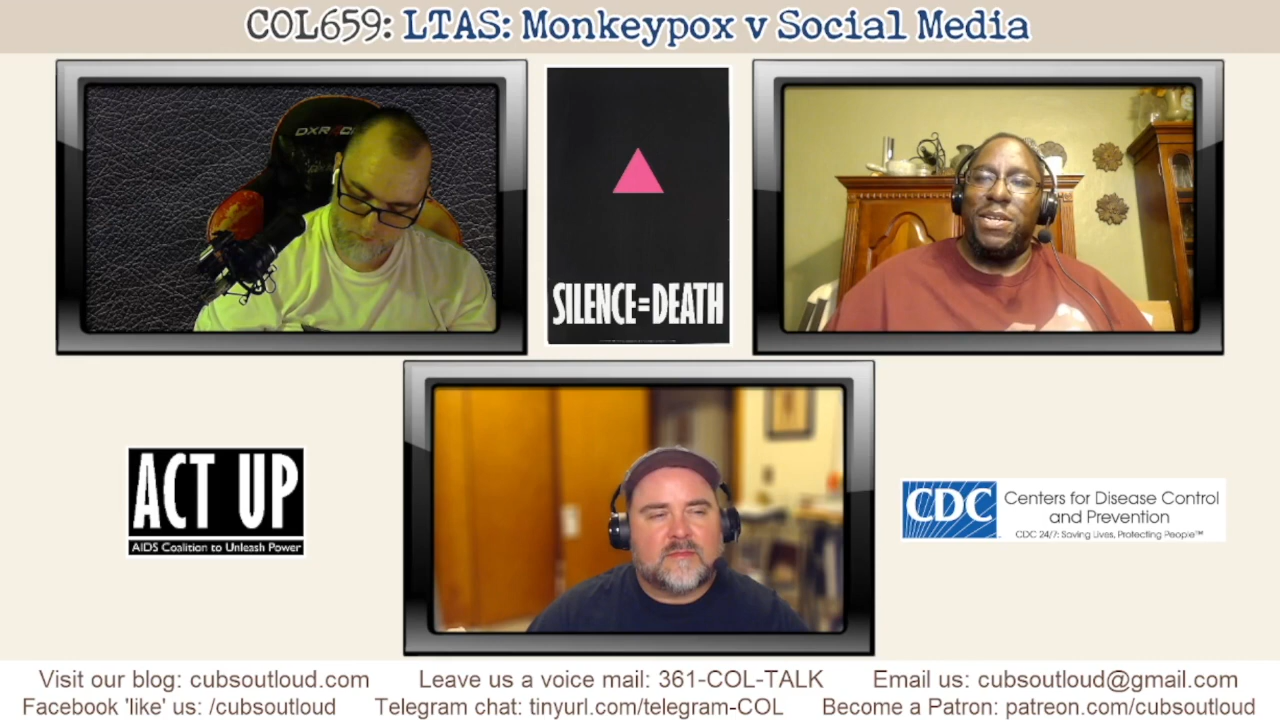 COL659: LTAS: Monkeypox v Social Media
DXR
SILENCE=DEATH
ACT UP
AIDS Coalition to Unleash Power
CDC
Centers for Disease Control
and Prevention
CDC 24/7: Saving Lives, Protecting People™
Visit our blog: cubsoutloud.com
Leave us a voice mail: 361-COL-TALK
Email us: cubsoutloud@gmail.com
Facebook 'like' us: /cubsoutloud
Telegram chat: tinyurl.com/telegram-COL
Become a Patron: patreon.com/cubsoutloud